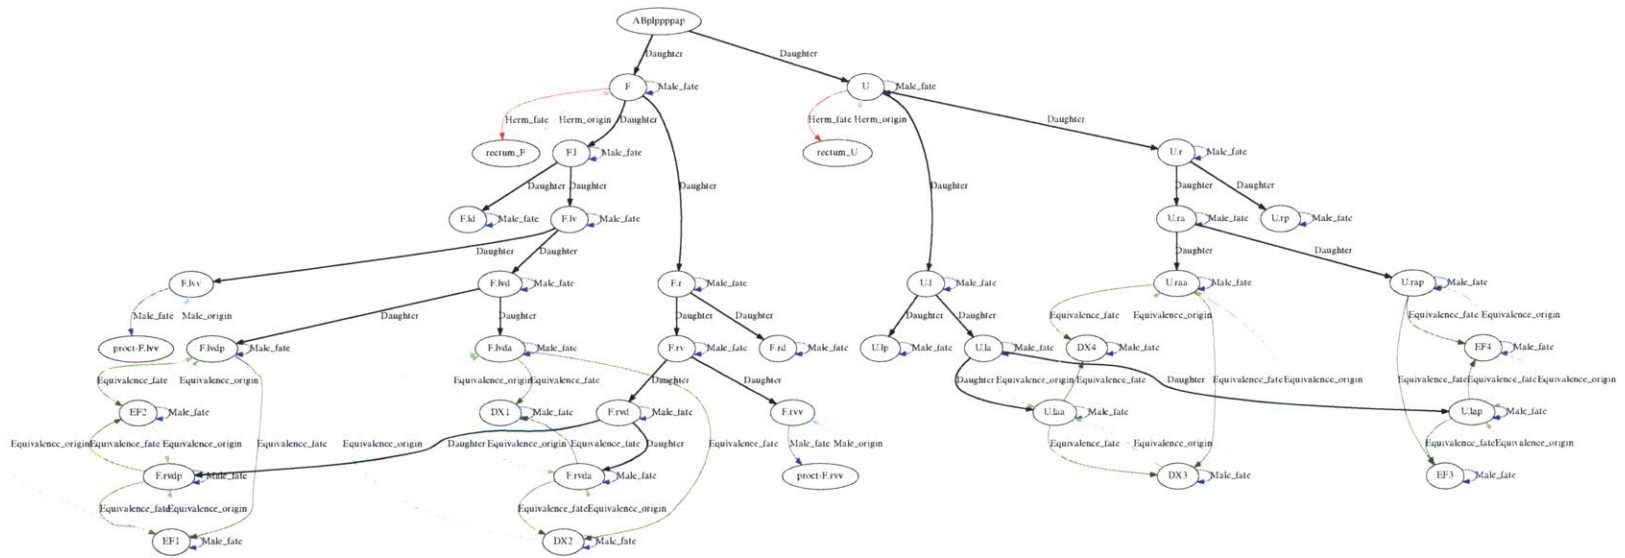 ABplppppap
Daughter Daughter
F Male_fate U Male_fate
Herm_fate Herm_origin Daughter Herm_fate Herm_origin Daughter
rectum_F F.l Male_fate rectum_U U.r Male_fate
Daughter Daughter Daughter Daughter Daughter Daughter
F.ld Male_fate F.lv Male_fate U.ra Male_fate U.rp Male_fate
Daughter Daughter Daughter Daughter Daughter
F.lvv F.lvd Male_fate F.r Male_fate U.l Male_fate U.raa Male_fate U.rap Male_fate
Male_fate Male_origin Daughter Daughter Daughter Daughter Daughter Daughter Equivalence_fate Equivalence_origin Equivalence_fate Equivalence_origin
proct-F.lvv F.lvdp Male_fate F.lvda Male_fate F.rv Male_fate F.rd Male_fate U.lp Male_fate U.la Male_fate DX4 Male_fate EF4 Male_fate
Equivalence_fate Equivalence_origin Equivalence_origin Equivalence_fate Daughter Daughter Daughter Equivalence_origin Equivalence_fate Daughter Equivalence_fate Equivalence_origin Equivalence_fate Equivalence_fate Equivalence_origin
EF2 Male_fate DX1 Male_fate F.rvd Male_fate F.rvv U.laa Male_fate U.lap Male_fate
Equivalence_origin Equivalence_fate Equivalence_origin Equivalence_fate Equivalence_origin Daughter Equivalence_origin Equivalence_fate Daughter Equivalence_fate Male_fate Male_origin Equivalence_fate Equivalence_origin Equivalence_fate Equivalence_origin
F.rvdp Male_fate F.rvda Male_fate proct-F.rvv DX3 Male_fate EF3 Male_fate
Equivalence_fate Equivalence_origin Equivalence_fate Equivalence_origin
EF1 Male_fate DX2 Male_fate